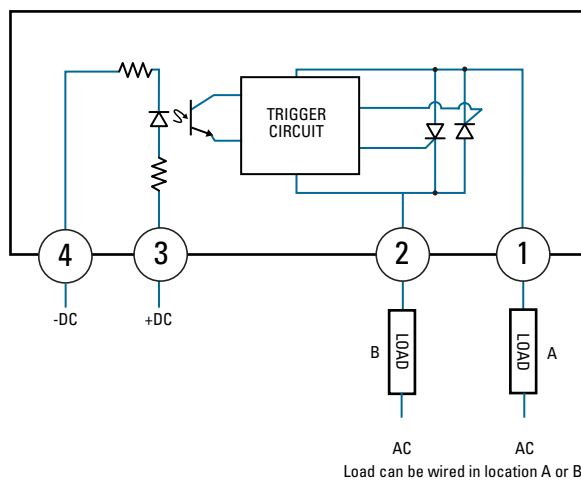 TRIGGER
CIRCUIT
4
3
2
1
-DC
+DC
B
LOAD
LOAD
A
AC
AC
Load can be wired in location A or B